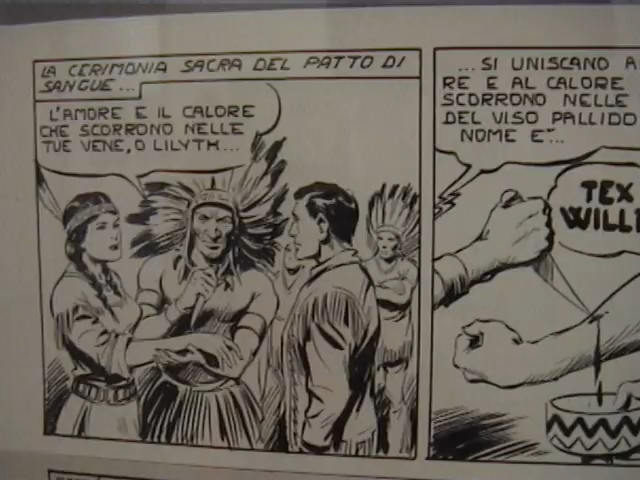 LA CERIMONIA SACRA DEL PATTO DI
SANGUE...
L'AMORE E IL CALORE
CHE SCORRONO NELLE
TUE VENE, O LILYTH...
...SI UNISCANO
RE E AL CALORE
SCORRONO NELLE
DEL VISO PALLIDO
NOME E'...
TEX